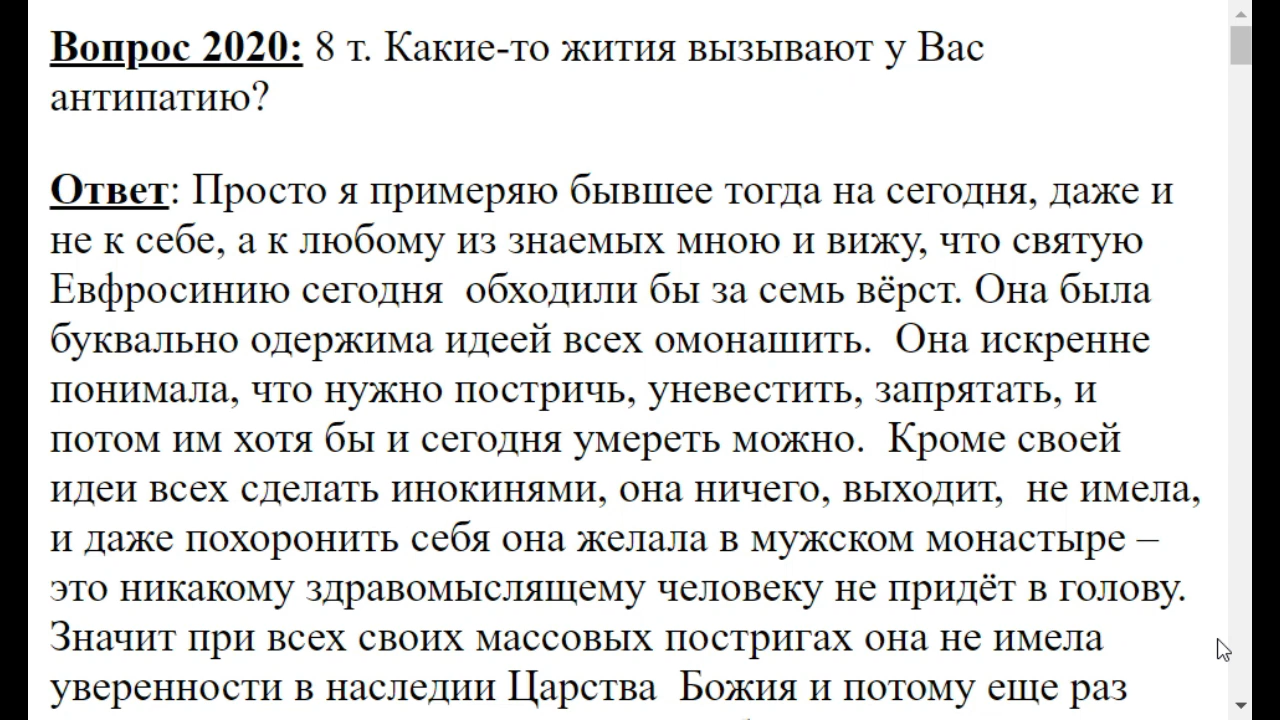 Вопрос 2020: 8 т. Какие-то жития вызывают у Вас
антипатию?
Ответ: Просто я примеряю бывшее тогда на сегодня, даже и
не к себе, а к любому из знаемых мною и вижу, что святую
Евфросинию сегодня  обходили бы за семь вёрст. Она была
буквально одержима идеей всех омонашить.  Она искренне
понимала, что нужно постричь, уневестить, запрятать, и
потом им хотя бы и сегодня умереть можно.  Кроме своей
идеи всех сделать инокинями, она ничего, выходит,  не имела,
и даже похоронить себя она желала в мужском монастыре –
это никакому здравомыслящему человеку не придёт в голову.
Значит при всех своих массовых постригах она не имела
уверенности в наследии Царства  Божия и потому еще раз